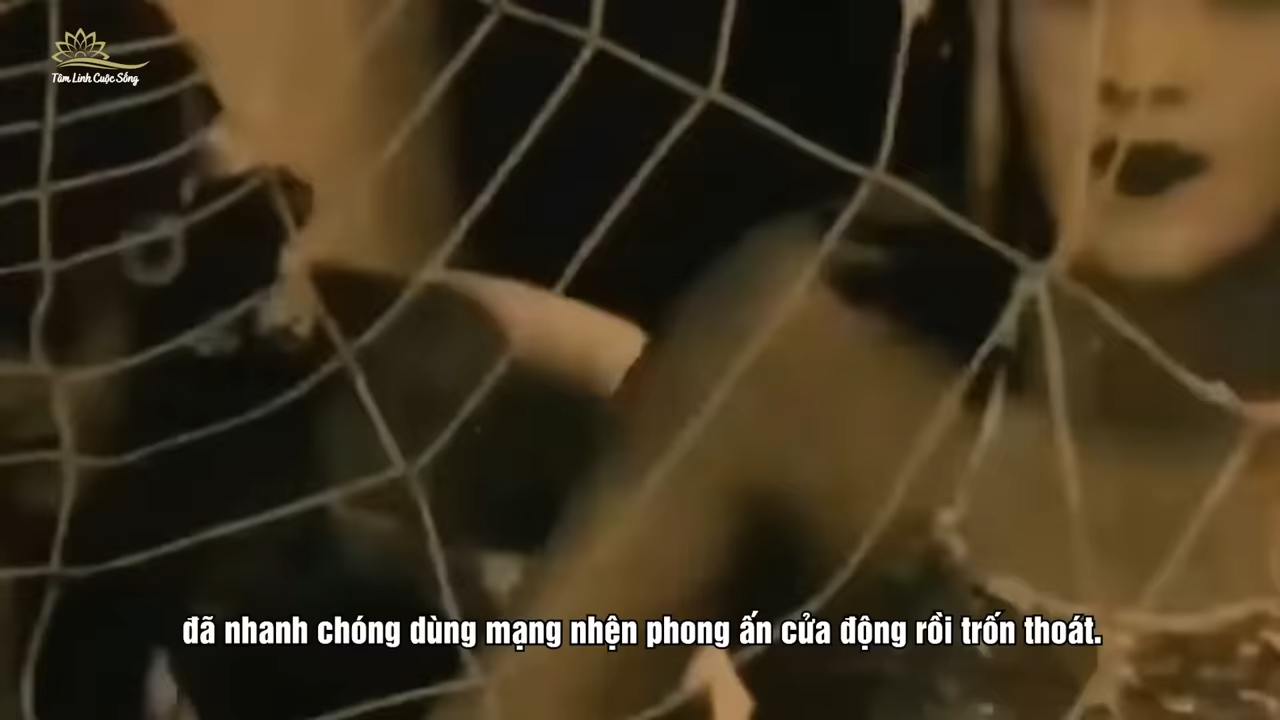 Tâm Linh Cuộc Sống
đã nhanh chóng dùng mạng nhện phong ấn cửa động rồi trốn thoát.